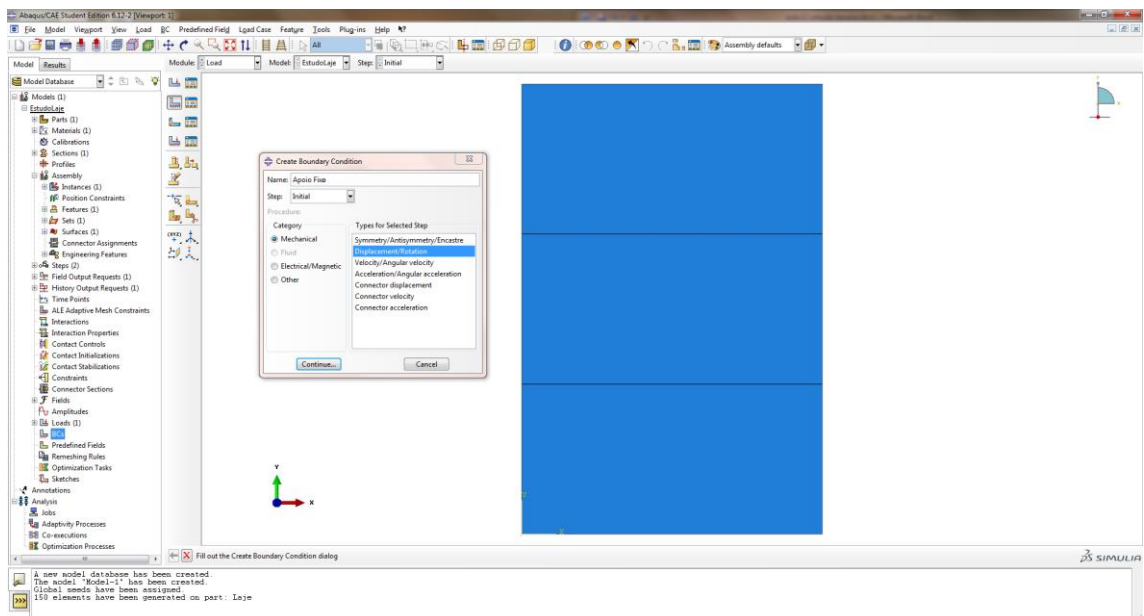 Abaqus/CAE Student Edition 6.12-2 [Viewport: 1]
File Model Viewport View Load BC Predefined Field Load Case Feature Tools Plug-ins Help
All Assembly defaults
Model Results Module: Load Model: EstudoLaje Step: Initial
Model Database
Models (1)
EstudoLaje
Parts (1)
Materials (1)
Calibrations
Sections (1)
Profiles
Assembly
Instances (1)
Position Constraints
Features (1)
Sets (1)
Surfaces (1)
Connector Assignments
Engineering Features
Steps (2)
Field Output Requests (1)
History Output Requests (1)
Time Points
ALE Adaptive Mesh Constraints
Interactions
Interaction Properties
Contact Controls
Contact Initializations
Contact Stabilizations
Constraints
Connector Sections
Fields
Amplitudes
Loads (1)
BCs
Predefined Fields
Remeshing Rules
Optimization Tasks
Sketches
Annotations
Analysis
Jobs
Adaptivity Processes
Co-executions
Optimization Processes
Create Boundary Condition
Name: Apoio Fixo
Step: Initial
Procedure:
Category
Mechanical
Fluid
Electrical/Magnetic
Other
Types for Selected Step
Symmetry/Antisymmetry/Encastre
Displacement/Rotation
Velocity/Angular velocity
Acceleration/Angular acceleration
Connector displacement
Connector velocity
Connector acceleration
Continue... Cancel
Y
X
Y
X
Fill out the Create Boundary Condition dialog
SIMULIA
A new model database has been created.
The model "Model-1" has been created.
Global seeds have been assigned.
150 elements have been generated on part: Laje